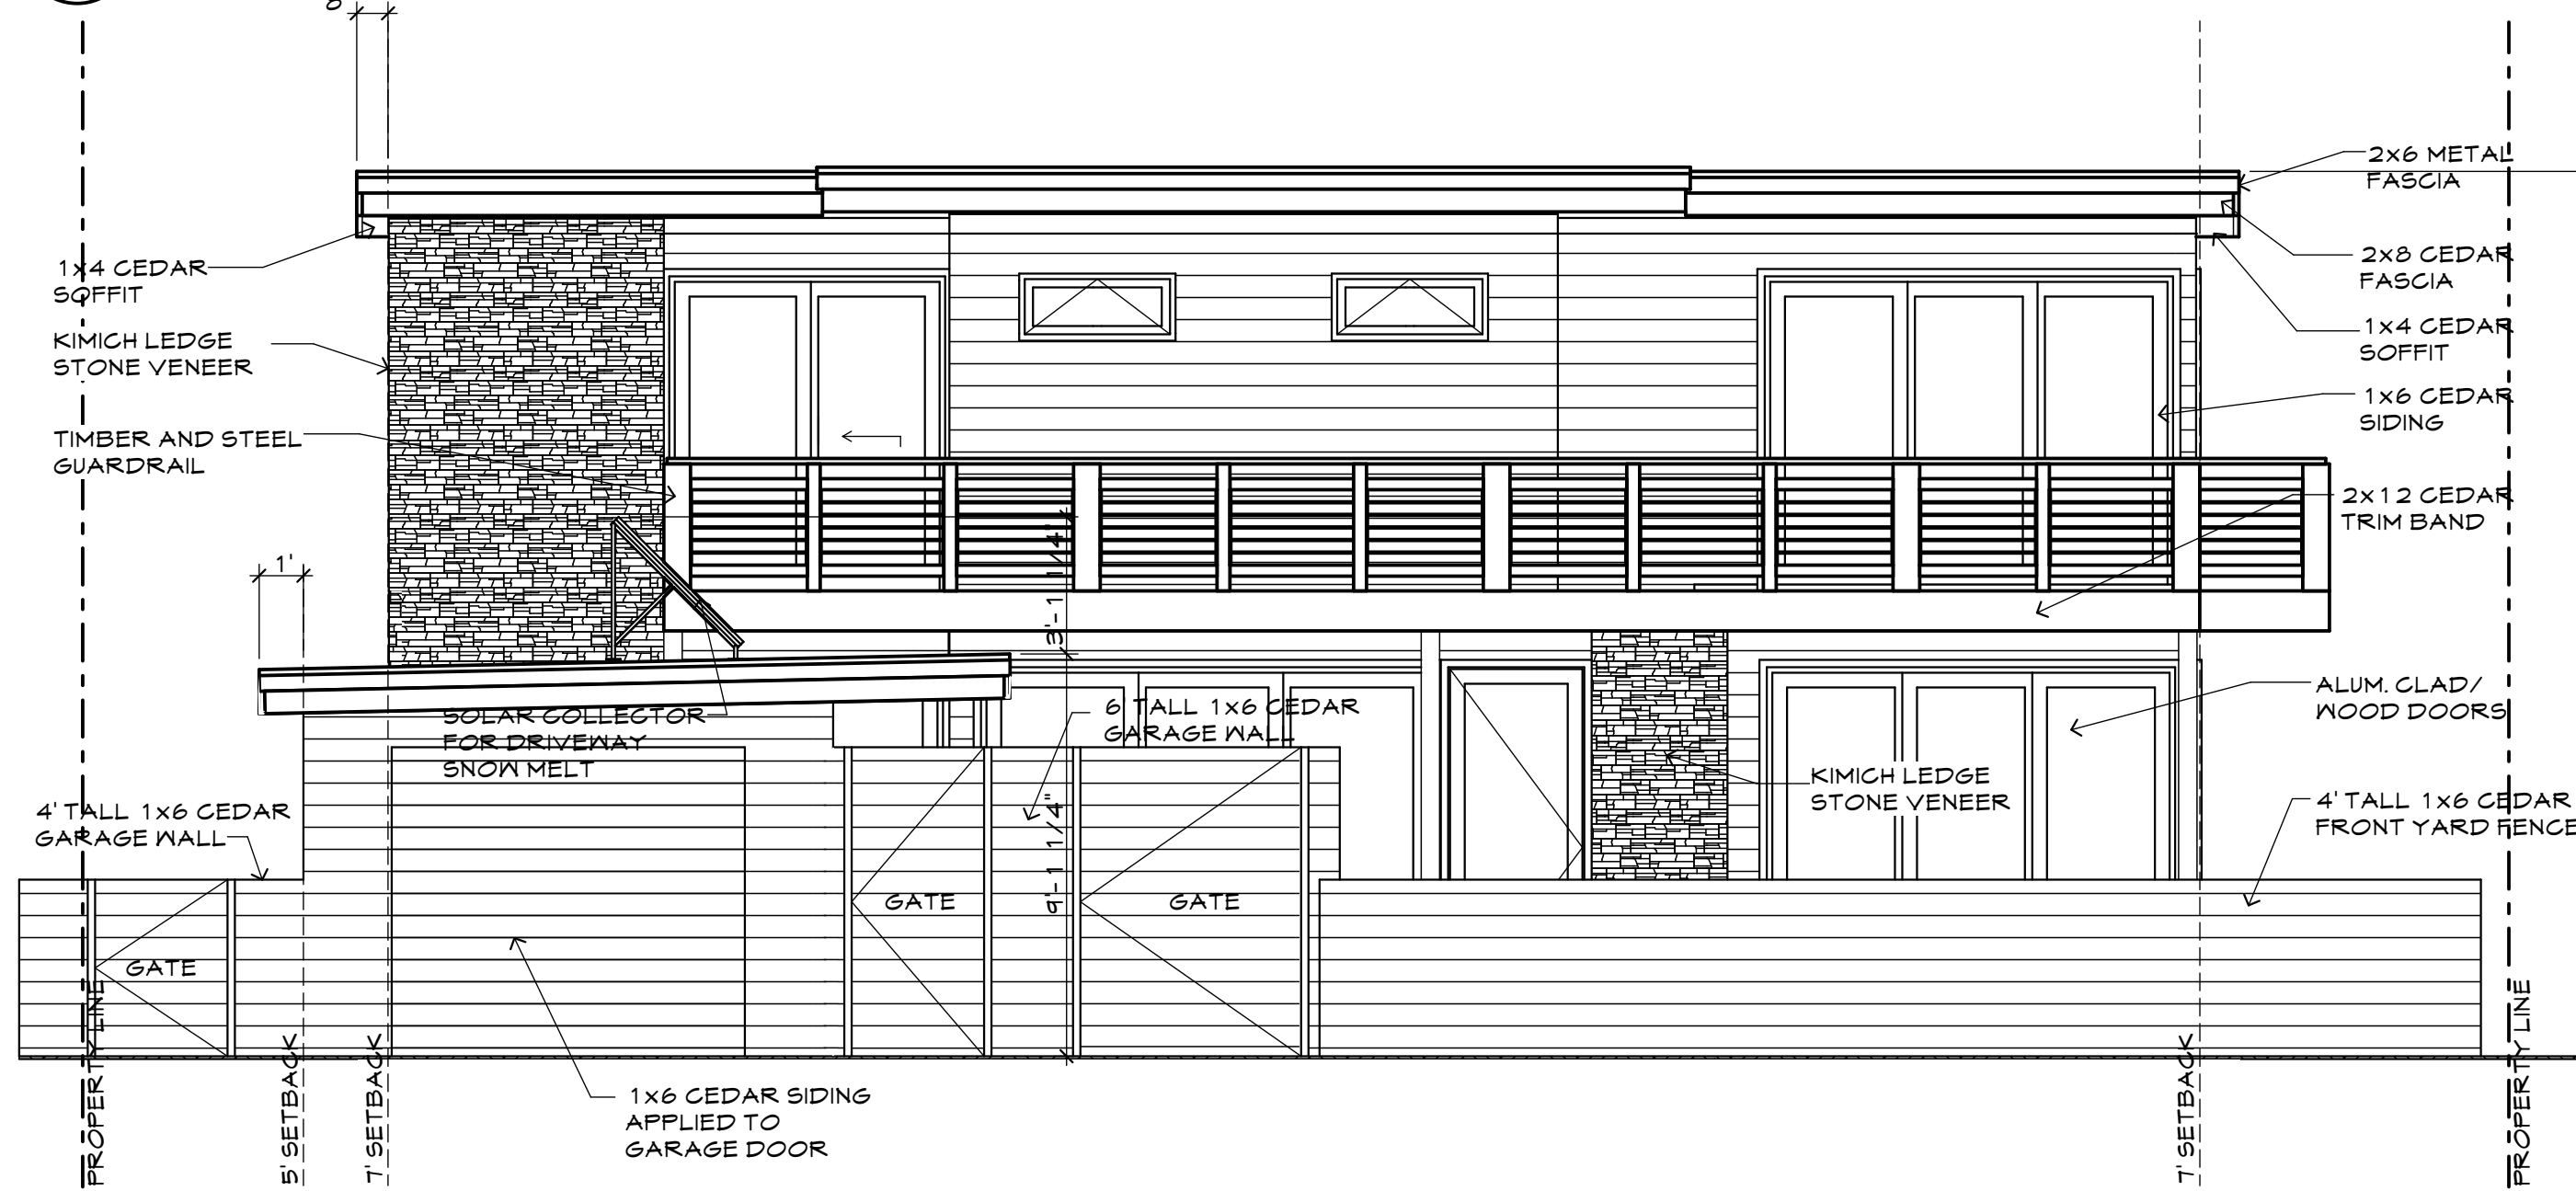 2x6 METAL
FASCIA
1x4 CEDAR
SOFFIT
2x8 CEDAR
FASCIA
KIMICH LEDGE
STONE VENEER
1x4 CEDAR
SOFFIT
1x6 CEDAR
SIDING
TIMBER AND STEEL
GUARDRAIL
2x12 CEDAR
TRIM BAND
1'
3'-1 1/4"
SOLAR COLLECTOR
FOR DRIVEWAY
SNOW MELT
6' TALL 1x6 CEDAR
GARAGE WALL
ALUM. CLAD/
WOOD DOORS
KIMICH LEDGE
STONE VENEER
4' TALL 1x6 CEDAR
GARAGE WALL
4' TALL 1x6 CEDAR
FRONT YARD FENCE
9'-1 1/4"
GATE
GATE
GATE
1x6 CEDAR SIDING
APPLIED TO
GARAGE DOOR
PROPERTY LINE
5' SETBACK
7' SETBACK
7' SETBACK
PROPERTY LINE